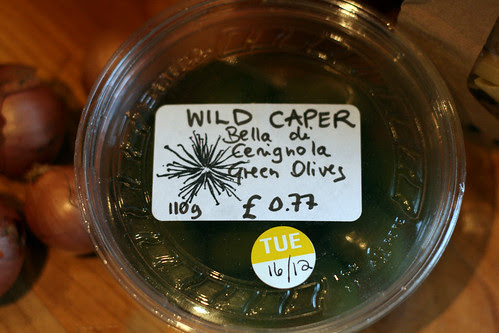 WILD CAPER
Bella di
Cerignola
Green Olives
110g £ 0.77
TUE
16/12